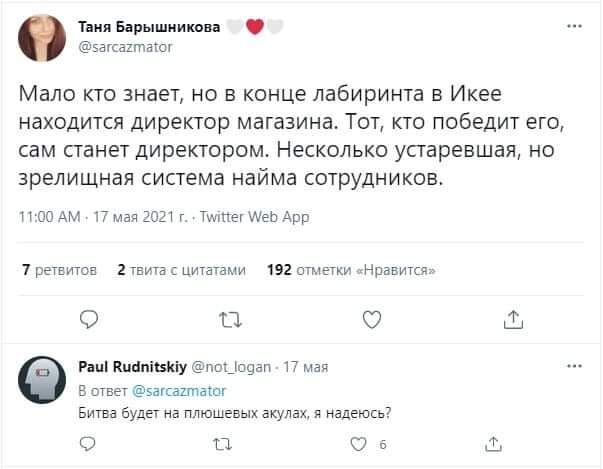 Таня Барышникова 🤍❤️🤍
@sarcazmator
Мало кто знает, но в конце лабиринта в Икее
находится директор магазина. Тот, кто победит его,
сам станет директором. Несколько устаревшая, но
зрелищная система найма сотрудников.
11:00 AM · 17 мая 2021 г. · Twitter Web App
7 ретвитов 2 твита с цитатами 192 отметки «Нравится»
Paul Rudnitskiy @not_logan · 17 мая
В ответ @sarcazmator
Битва будет на плюшевых акулах, я надеюсь?
6